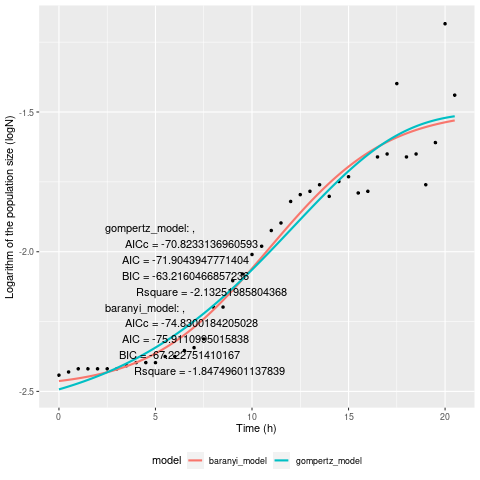 -1.5
-2.0
-2.5
Logarithm of the population size (logN)
gompertz_model: ,
AICc = -70.8233136960593
AIC = -71.9043947771404
BIC = -63.2160466857236
Rsquare = -2.13251985804368
baranyi_model: ,
AICc = -74.8300184205028
AIC = -75.9110995015838
BIC = -67.222751410167
Rsquare = -1.84749601137839
0 5 10 15 20
Time (h)
model baranyi_model gompertz_model